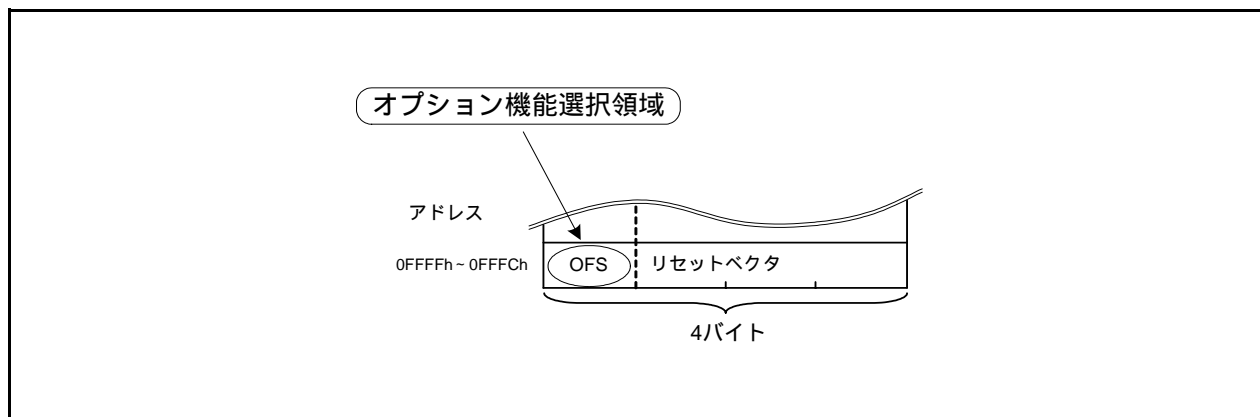 オプション機能選択領域
アドレス
0FFFFh ~ 0FFFCh
OFS
リセットベクタ
4バイト